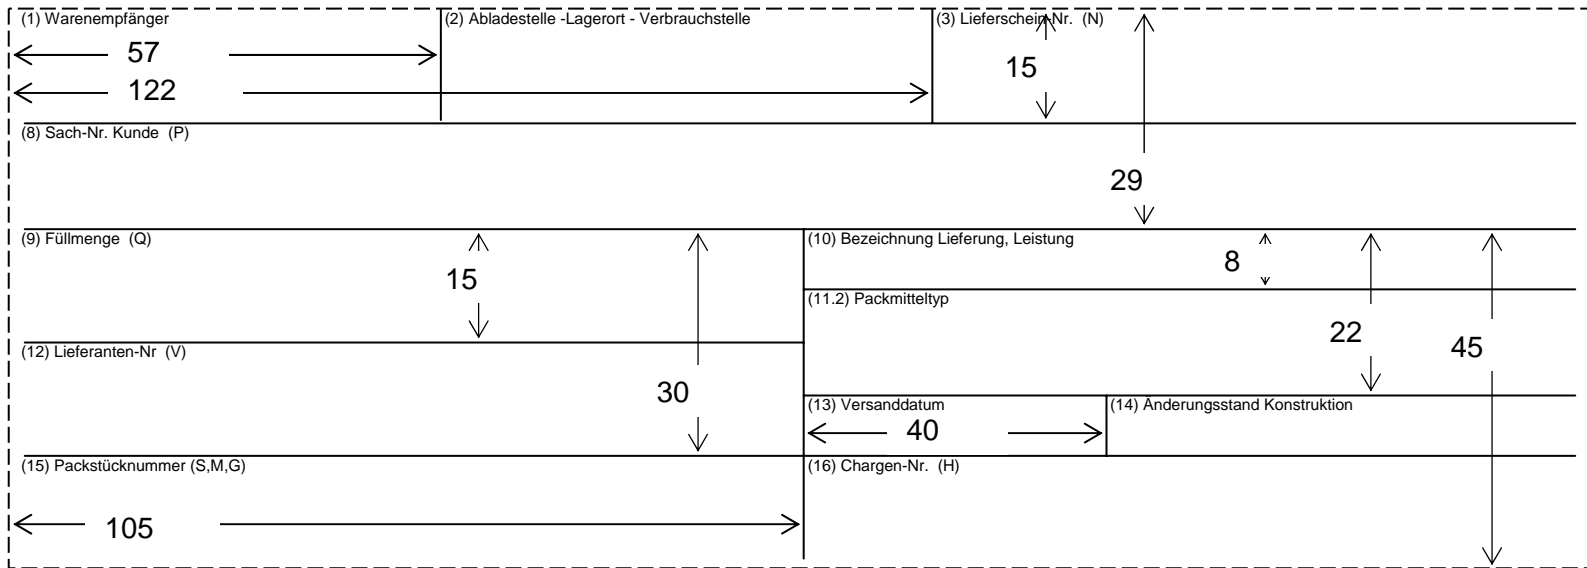 (1) Warenempfänger (2) Abladestelle -Lagerort - Verbrauchstelle (3) Lieferschein-Nr. (N)
57
15
122
(8) Sach-Nr. Kunde (P)
29
(9) Füllmenge (Q) (10) Bezeichnung Lieferung, Leistung
8
15
(11.2) Packmitteltyp
22
45
(12) Lieferanten-Nr (V)
30
(13) Versanddatum (14) Änderungsstand Konstruktion
40
(15) Packstücknummer (S,M,G) (16) Chargen-Nr. (H)
105